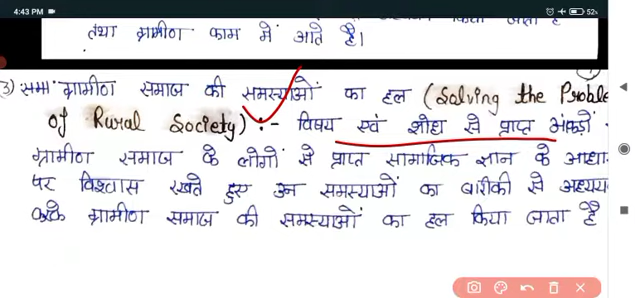 4:43 PM
52%
तथा ग्रामीण काम में आते है।
3) समा ग्रामीण समाज की समस्याओं का हल (Solving the Proble
Of Rural Society) :- विषय एवं शोध से प्राप्त आंकड़ों
ग्रामीण समाज के लोगों से प्राप्त सामाजिक ज्ञान के आधा
पर विश्वास रखते हुए उन समस्याओं का बारीकी से अध्यय
करके ग्रामीण समाज की समस्याओं का हल किया जाता है